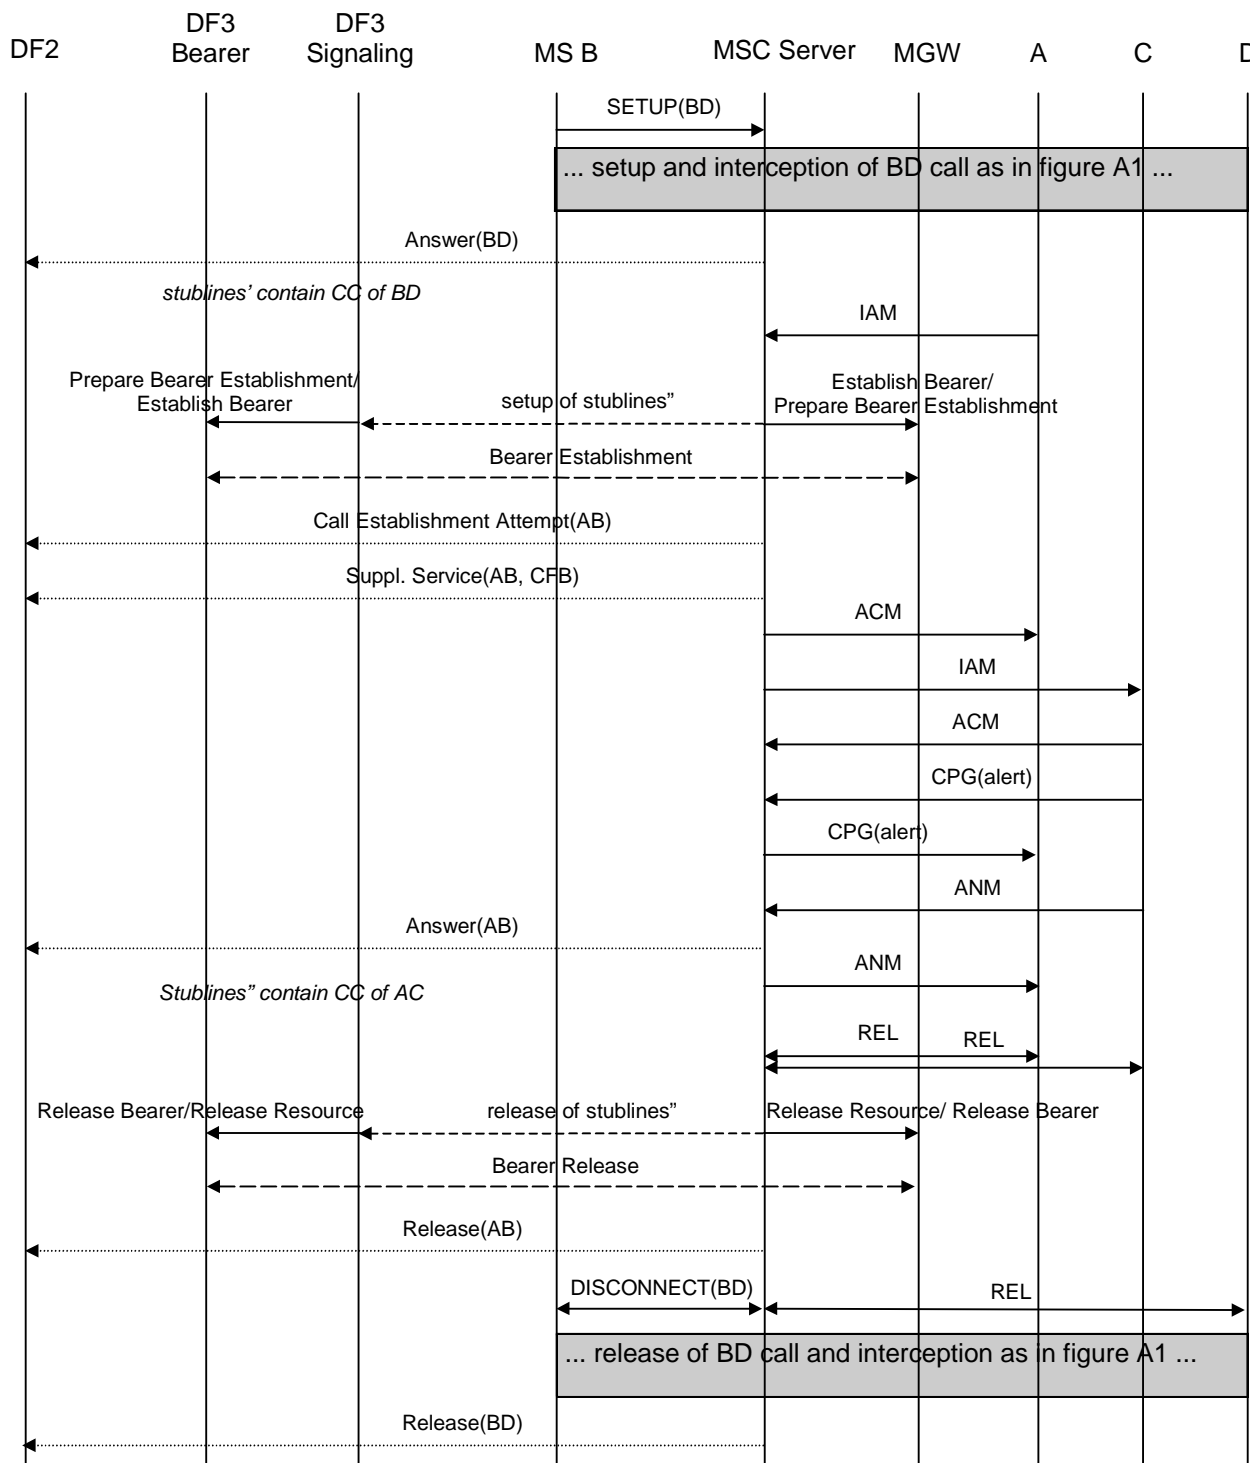 DF2
DF3
Bearer
DF3
Signaling
MS B
MSC Server
MGW
A
C
D
SETUP(BD)
... setup and interception of BD call as in figure A1 ...
Answer(BD)
stublines’ contain CC of BD
IAM
Prepare Bearer Establishment/
Establish Bearer
setup of stublines”
Establish Bearer/
Prepare Bearer Establishment
Bearer Establishment
Call Establishment Attempt(AB)
Suppl. Service(AB, CFB)
ACM
IAM
ACM
CPG(alert)
CPG(alert)
ANM
Answer(AB)
ANM
Stublines” contain CC of AC
REL
REL
Release Bearer/Release Resource
release of stublines”
Release Resource/ Release Bearer
Bearer Release
Release(AB)
DISCONNECT(BD)
REL
... release of BD call and interception as in figure A1 ...
Release(BD)